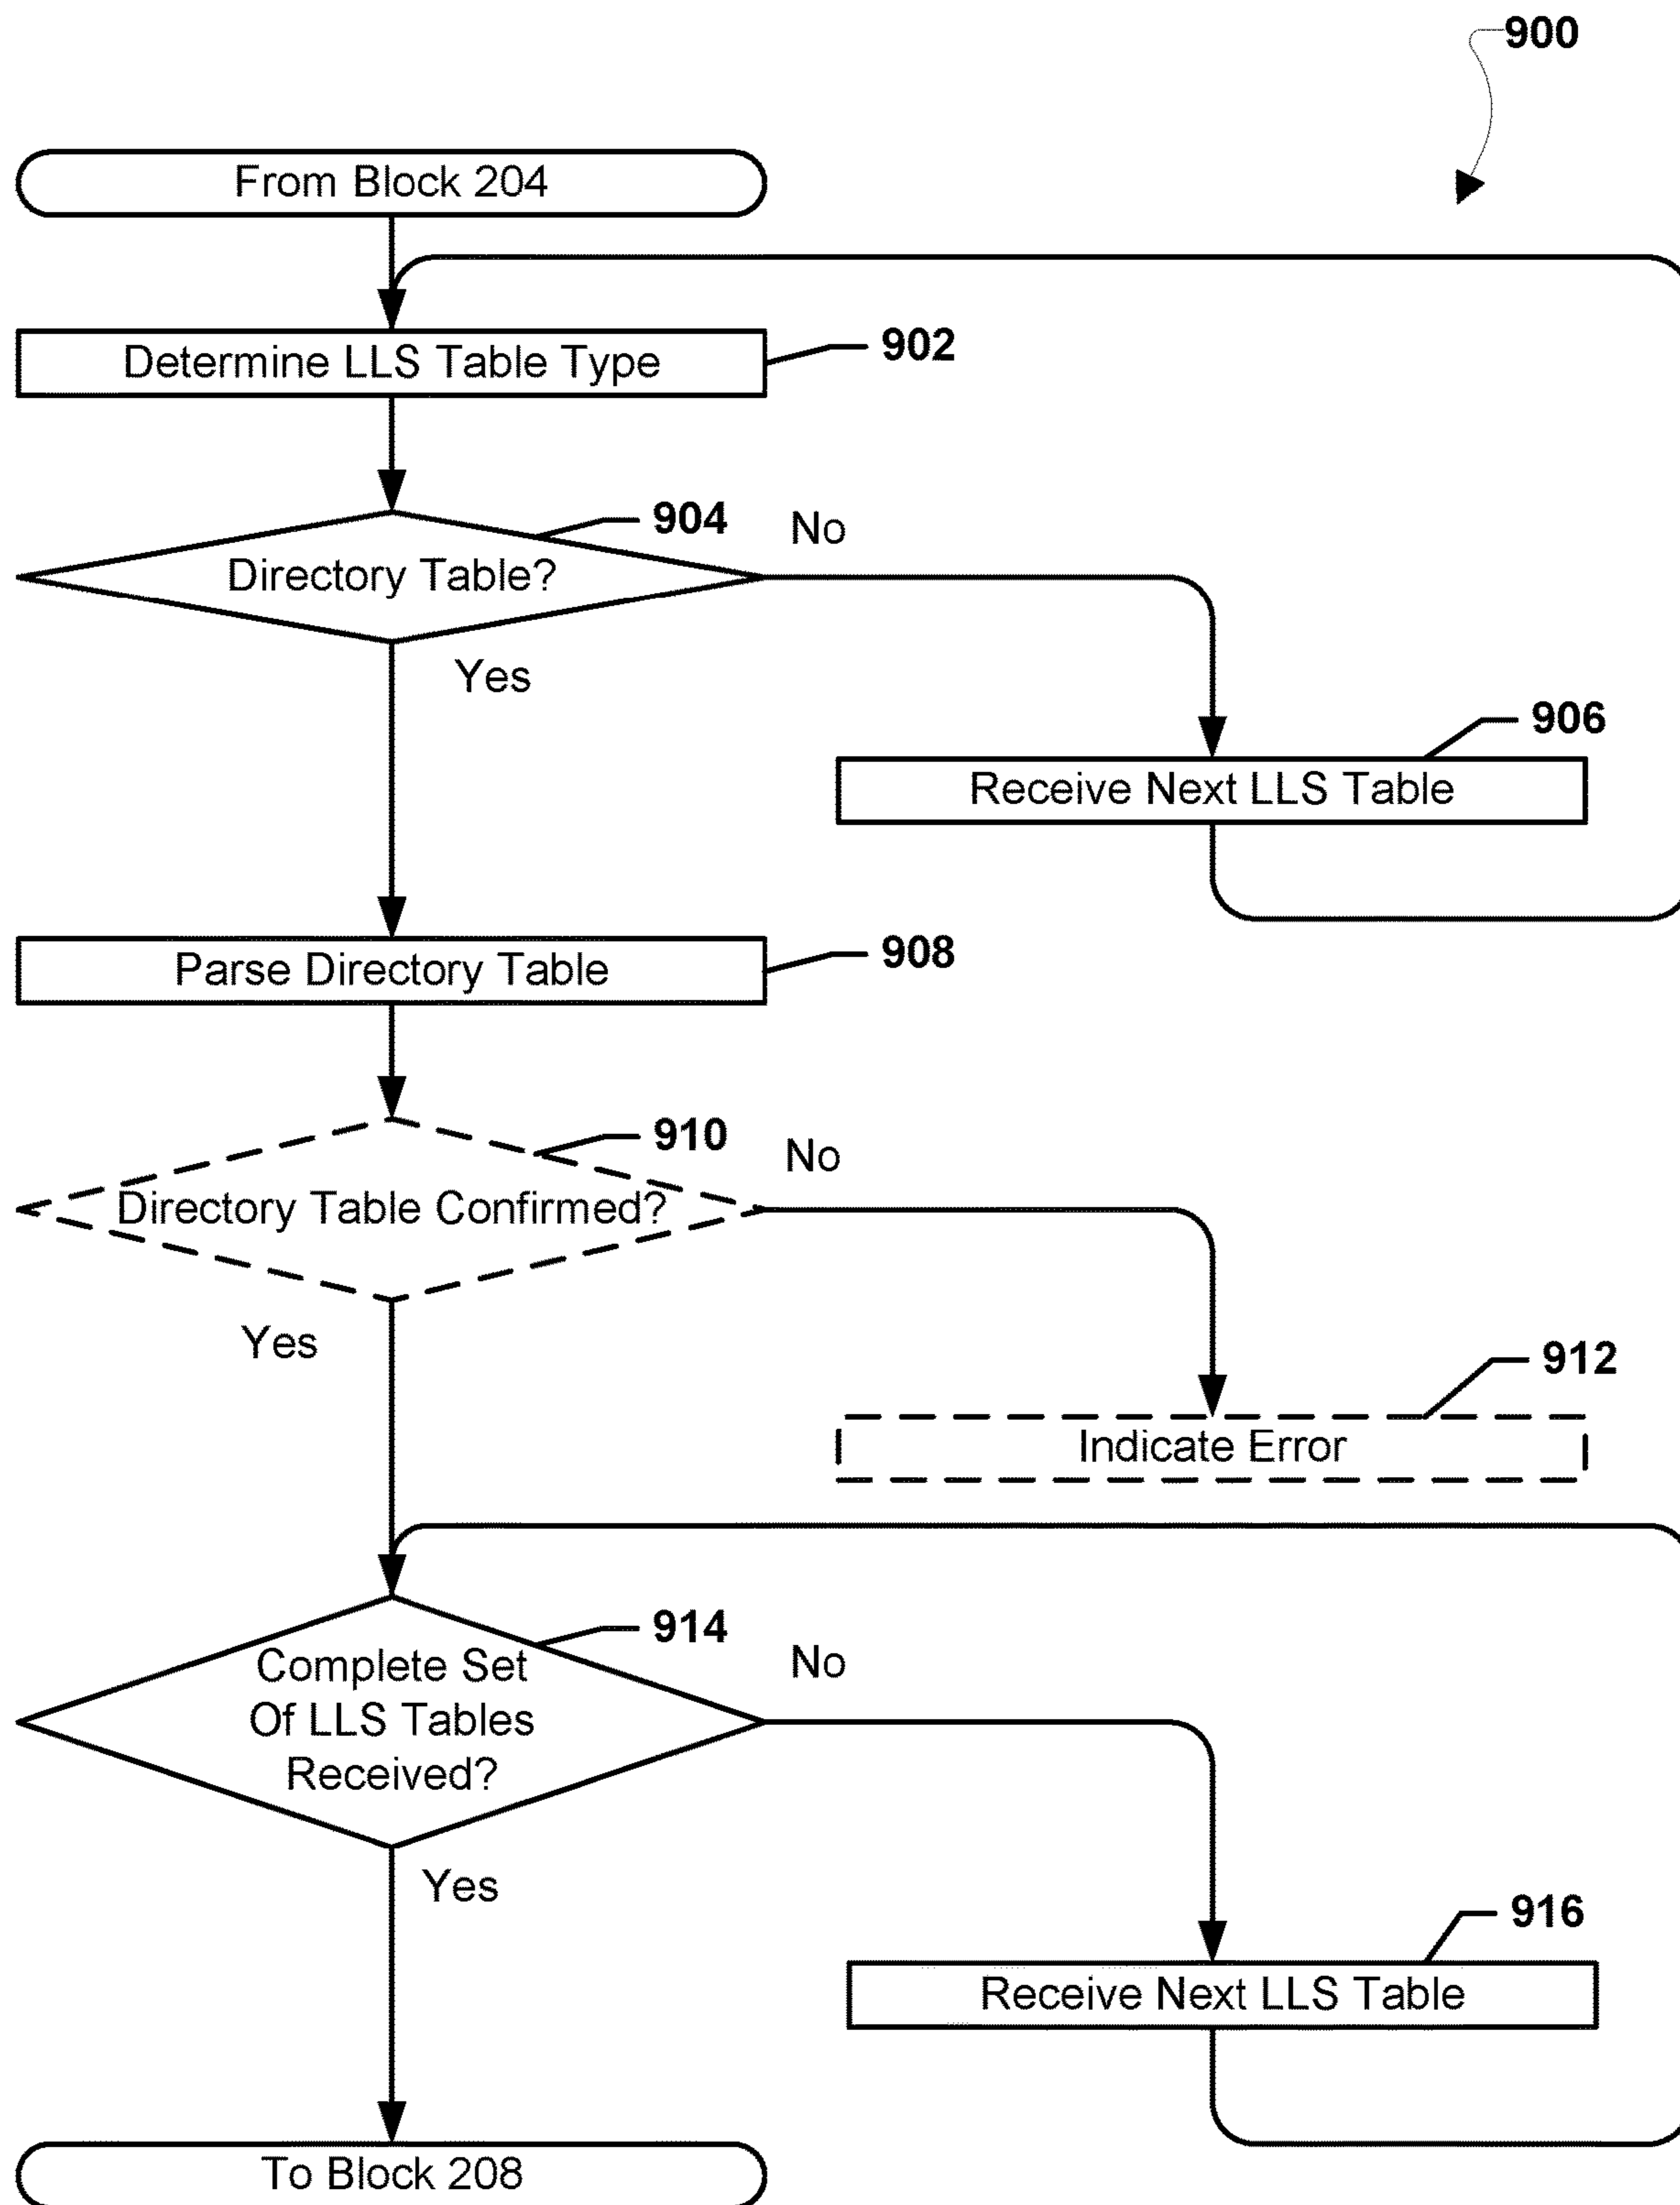 900
From Block 204
Determine LLS Table Type
902
904
No
Directory Table?
Yes
906
Receive Next LLS Table
Parse Directory Table
908
910
No
Directory Table Confirmed?
Yes
912
Indicate Error
914
No
Complete Set
Of LLS Tables
Received?
Yes
916
Receive Next LLS Table
To Block 208